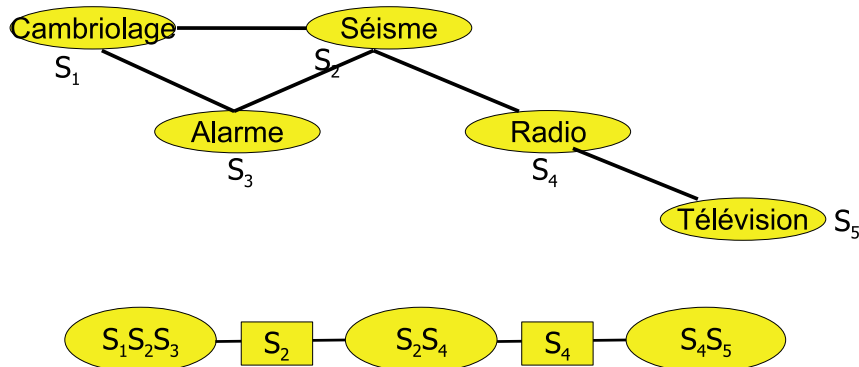 Cambriolage Séisme
S₁ S₂
Alarme Radio
S₃ S₄
Télévision S₅
S₁S₂S₃ S₂ S₂S₄ S₄ S₄S₅